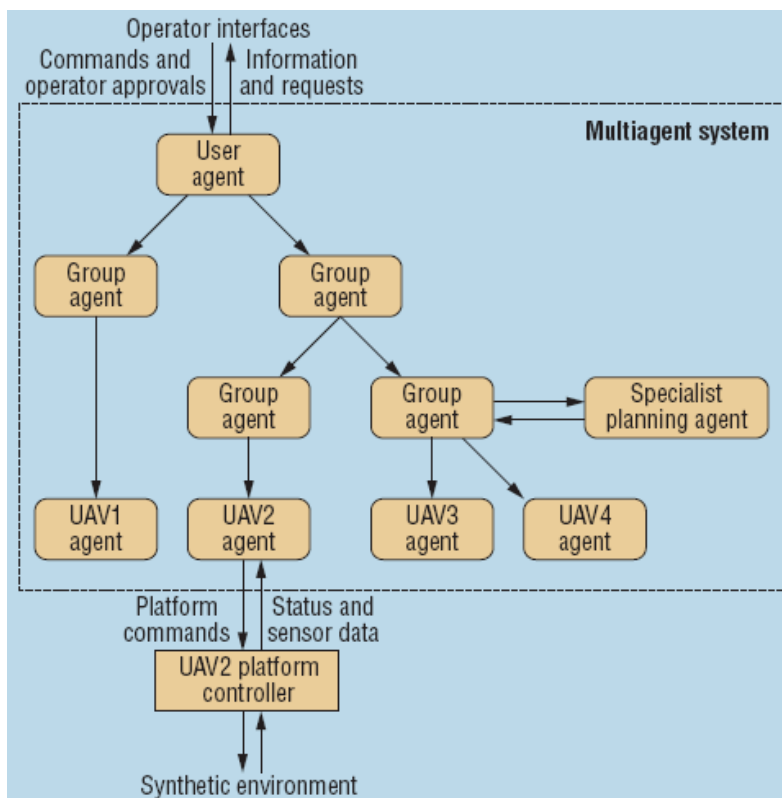 Operator interfaces
Commands and
operator approvals
Information
and requests
Multiagent system
User
agent
Group
agent
Group
agent
Group
agent
Group
agent
Specialist
planning agent
UAV1
agent
UAV2
agent
UAV3
agent
UAV4
agent
Platform
commands
Status and
sensor data
UAV2 platform
controller
Synthetic environment